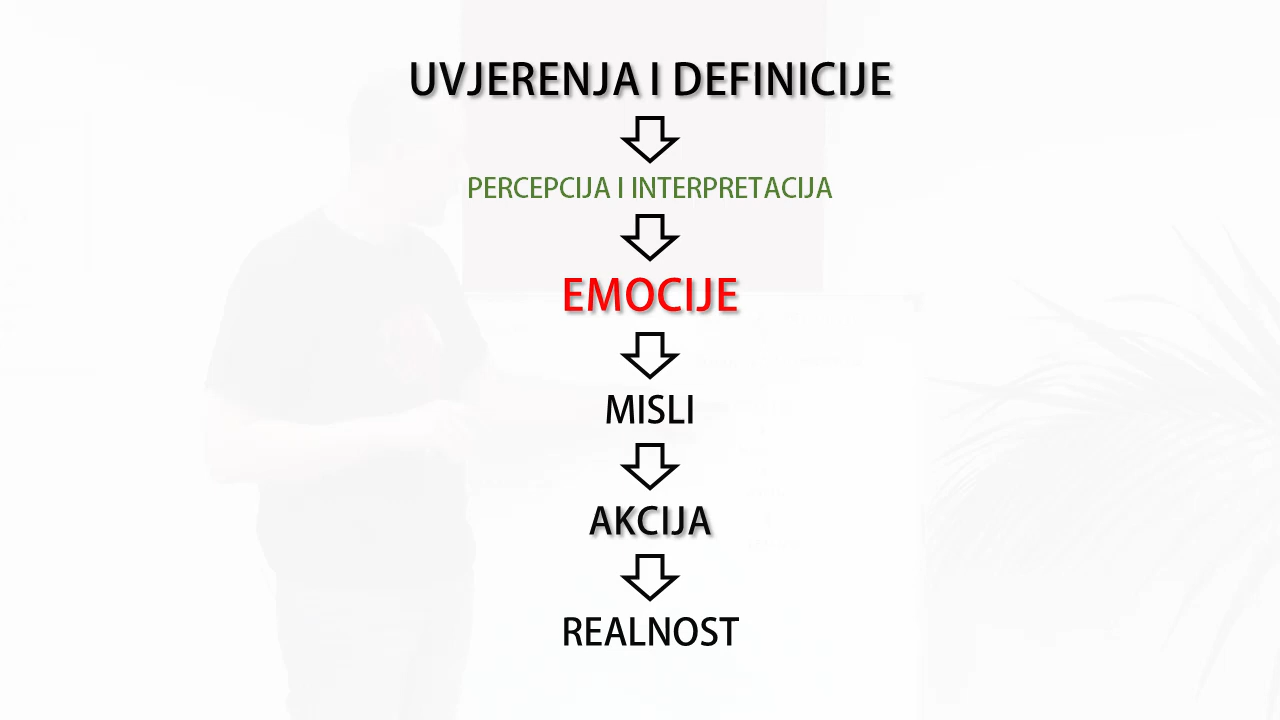 UVJERENJA I DEFINICIJE
PERCEPCIJA I INTERPRETACIJA
EMOCIJE
MISLI
AKCIJA
REALNOST